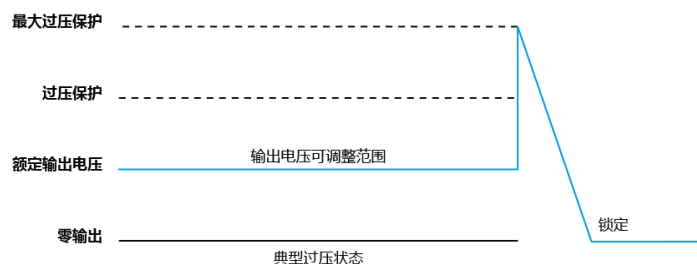 最大过压保护
过压保护
额定输出电压
输出电压可调整范围
零输出
锁定
典型过压状态